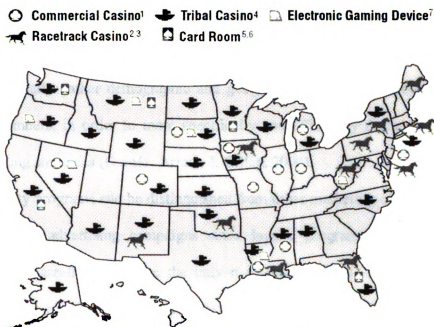 Commercial Casino¹ Tribal Casino⁴ Electronic Gaming Device⁷
Racetrack Casino²·³ Card Room⁵·⁶